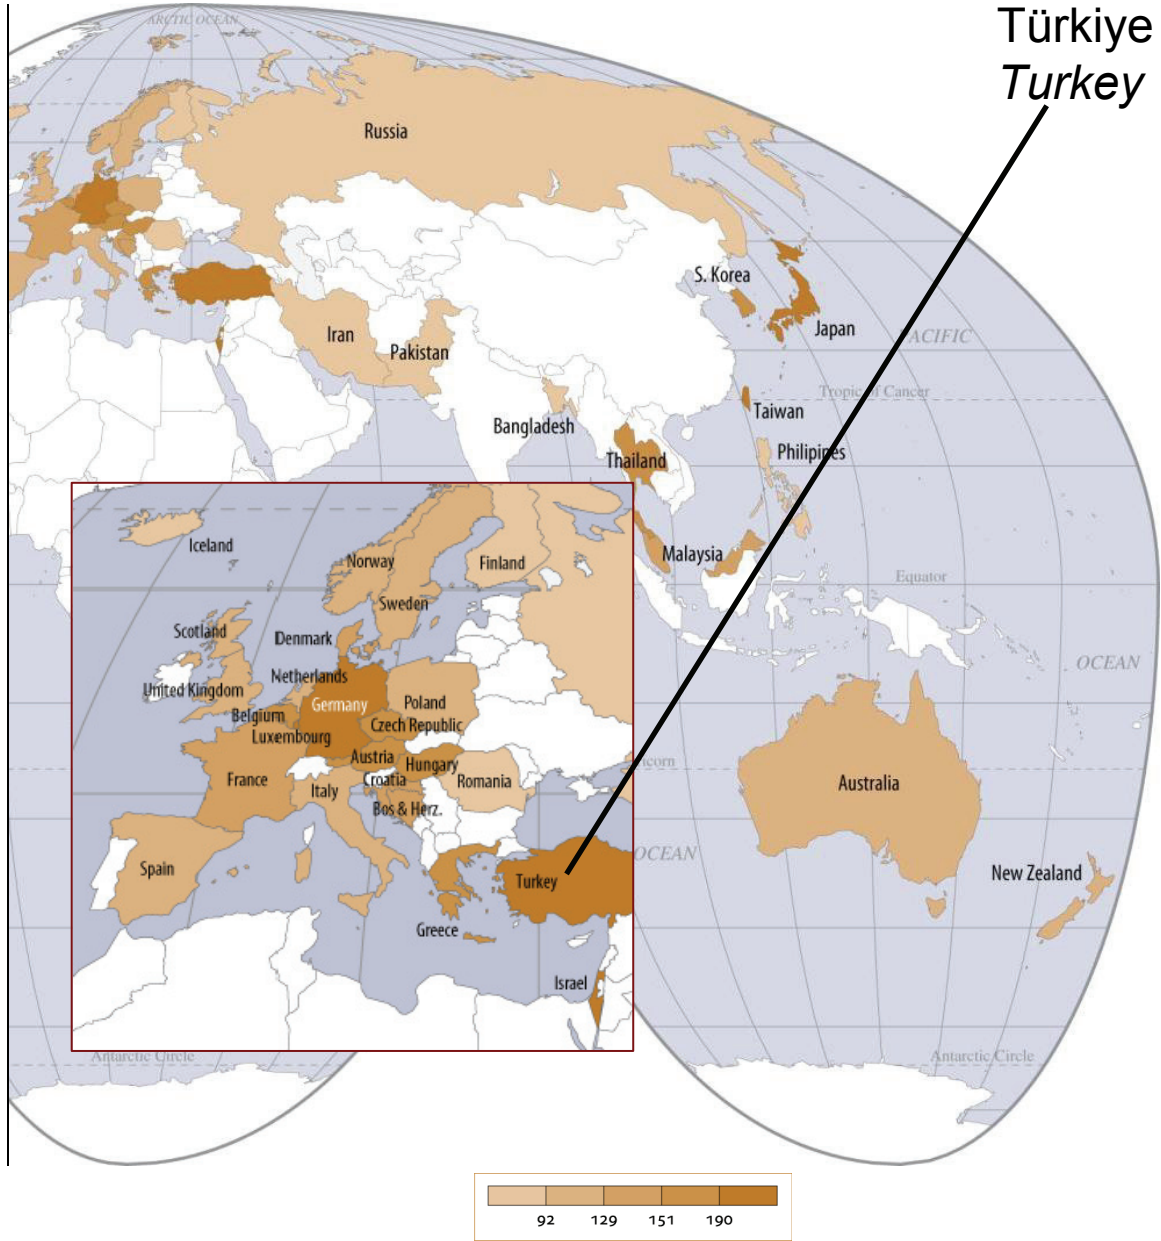 Türkiye
Turkey
ARCTIC OCEAN
Russia
S. Korea
Japan
PACIFIC
Iran
Pakistan
Tropic of Cancer
Taiwan
Bangladesh
Philipines
Thailand
Malaysia
Equator
OCEAN
Iceland
Norway
Finland
Sweden
Scotland
Denmark
Netherlands
United Kingdom
Germany
Poland
Belgium
Czech Republic
Luxembourg
Austria
Hungary
France
Croatia
Romania
Italy
Bos & Herz.
Spain
Turkey
Greece
Israel
icorn
OCEAN
Australia
New Zealand
Antarctic Circle
Antarctic Circle
92 129 151 190